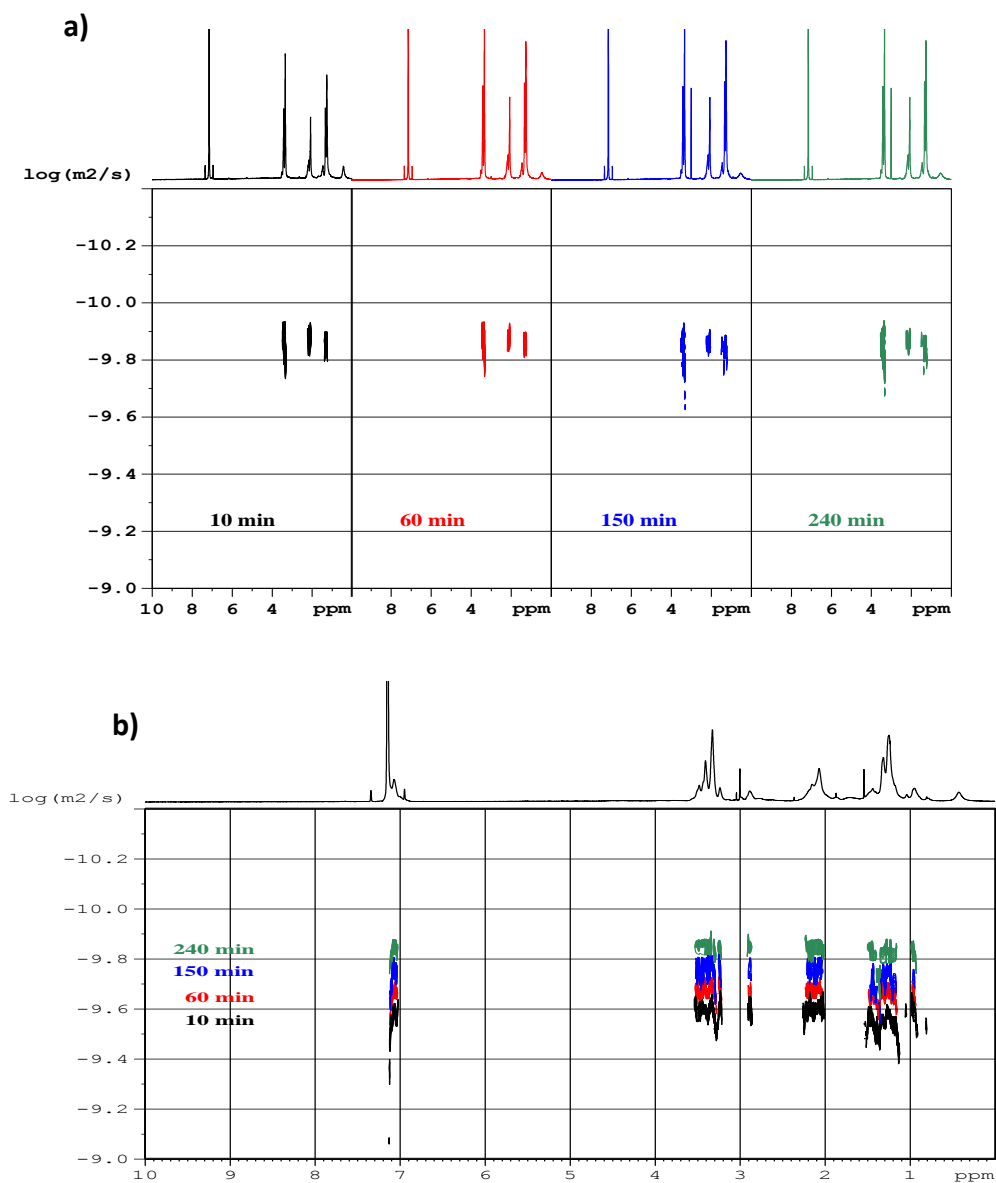 a)
log(m2/s)
-10.2
-10.0
-9.8
-9.6
-9.4
-9.2
-9.0
10 min 60 min 150 min 240 min
10 8 6 4 ppm 8 6 4 ppm 8 6 4 ppm 8 6 4 ppm
b)
log(m2/s)
-10.2
-10.0
-9.8
-9.6
-9.4
-9.2
-9.0
240 min
150 min
60 min
10 min
10 9 8 7 6 5 4 3 2 1 ppm